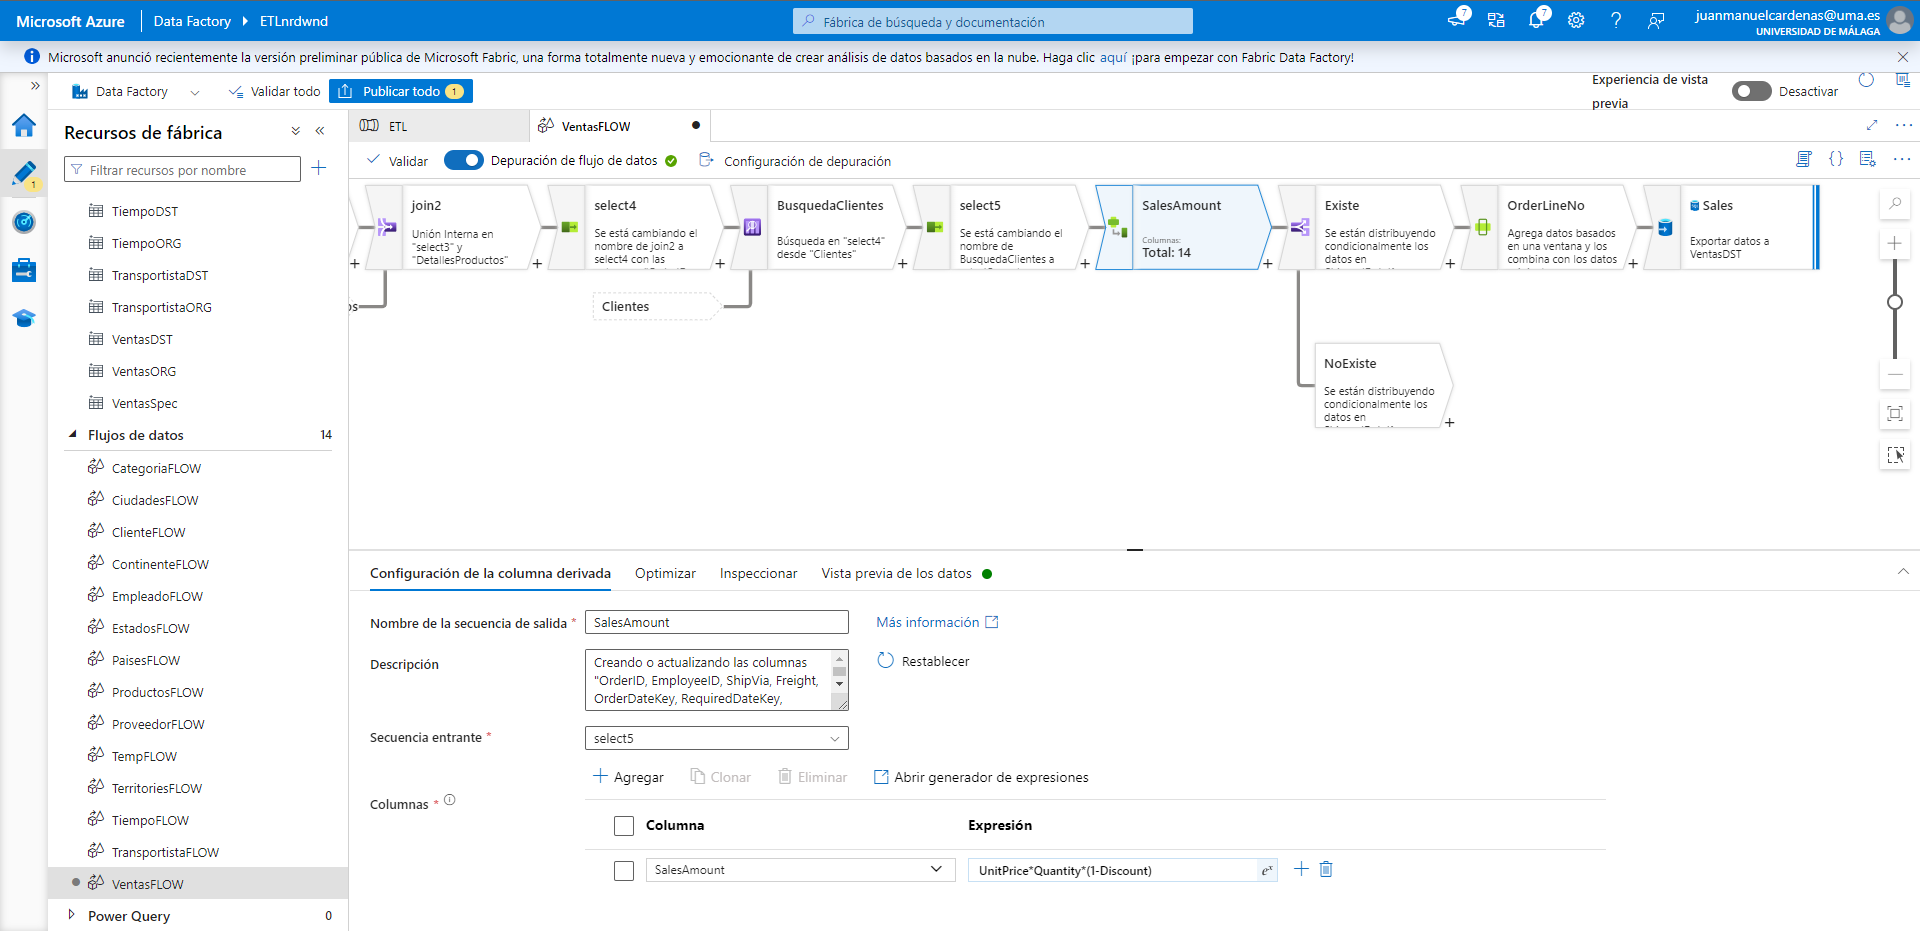 Microsoft Azure
Data Factory
ETLnrdwnd
Fábrica de búsqueda y documentación
7
7
juanmanuelcardenas@uma.es
UNIVERSIDAD DE MÁLAGA
Microsoft anunció recientemente la versión preliminar pública de Microsoft Fabric, una forma totalmente nueva y emocionante de crear análisis de datos basados en la nube. Haga clic aquí ¡para empezar con Fabric Data Factory!
Data Factory
Validar todo
Publicar todo 1
Experiencia de vista
previa
Desactivar
1
Recursos de fábrica
Filtrar recursos por nombre
TiempoDST
TiempoORG
TransportistaDST
TransportistaORG
VentasDST
VentasORG
VentasSpec
Flujos de datos 14
CategoriaFLOW
CiudadesFLOW
ClienteFLOW
ContinenteFLOW
EmpleadoFLOW
EstadosFLOW
PaisesFLOW
ProductosFLOW
ProveedorFLOW
TempFLOW
TerritoriesFLOW
TiempoFLOW
TransportistaFLOW
VentasFLOW
Power Query 0
ETL
VentasFLOW
Validar
Depuración de flujo de datos
Configuración de depuración
join2
Unión Interna en
"select3" y
"DetallesProductos"
select4
Se está cambiando el
nombre de join2 a
select4 con las
BusquedaClientes
Búsqueda en "select4"
desde "Clientes"
select5
Se está cambiando el
nombre de
BusquedaClientes a
SalesAmount
Columnas:
Total: 14
Existe
Se están distribuyendo
condicionalmente los
datos en
OrderLineNo
Agrega datos basados
en una ventana y los
combina con los datos
Sales
Exportar datos a
VentasDST
os
Clientes
NoExiste
Se están distribuyendo
condicionalmente los
datos en
Configuración de la columna derivada
Optimizar
Inspeccionar
Vista previa de los datos
Nombre de la secuencia de salida *
SalesAmount
Más información
Descripción
Creando o actualizando las columnas
"OrderID, EmployeeID, ShipVia, Freight,
OrderDateKey, RequiredDateKey,
Restablecer
Secuencia entrante *
select5
Agregar
Clonar
Eliminar
Abrir generador de expresiones
Columnas *
Columna
Expresión
SalesAmount
UnitPrice*Quantity*(1-Discount)